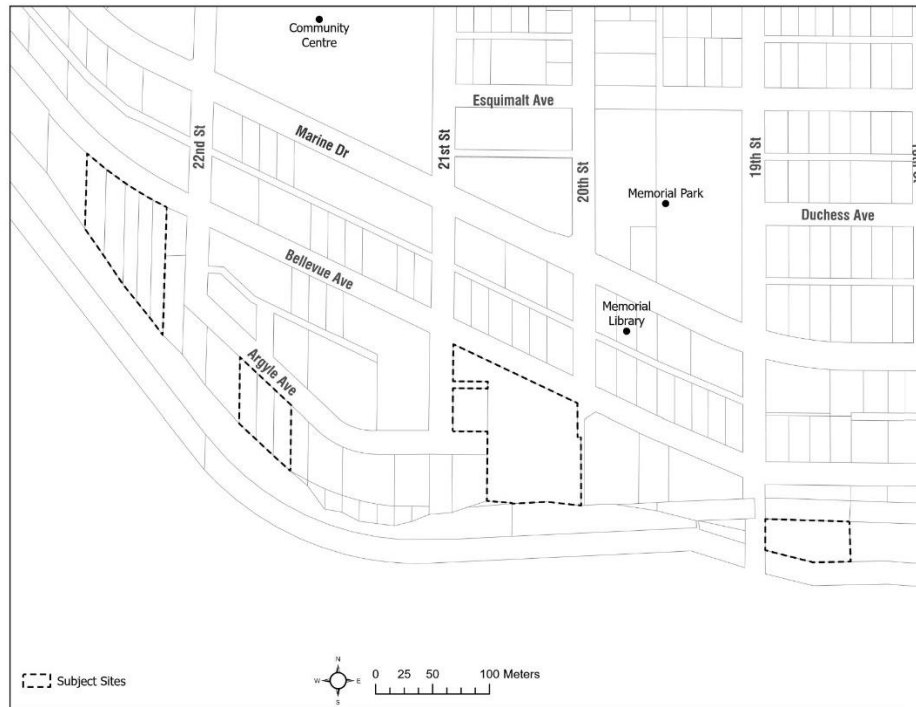 Community
Centre
Esquimalt Ave
Marine Dr
22nd St
21st St
20th St
19th St
Memorial Park
Duchess Ave
Bellevue Ave
Memorial
Library
Argyle Ave
Subject Sites
N
W
E
S
0 25 50 100 Meters